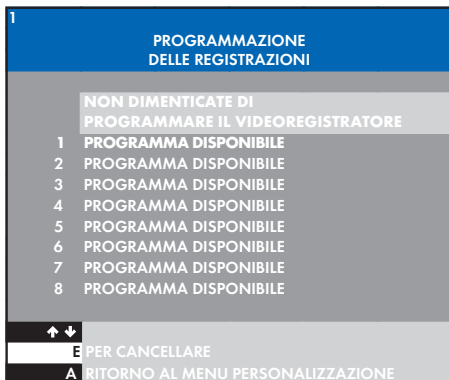 1
PROGRAMMAZIONE
DELLE REGISTRAZIONI
NON DIMENTICATE DI
PROGRAMMARE IL VIDEOREGISTRATORE
1 PROGRAMMA DISPONIBILE
2 PROGRAMMA DISPONIBILE
3 PROGRAMMA DISPONIBILE
4 PROGRAMMA DISPONIBILE
5 PROGRAMMA DISPONIBILE
6 PROGRAMMA DISPONIBILE
7 PROGRAMMA DISPONIBILE
8 PROGRAMMA DISPONIBILE
E PER CANCELLARE
A RITORNO AL MENU PERSONALIZZAZIONE